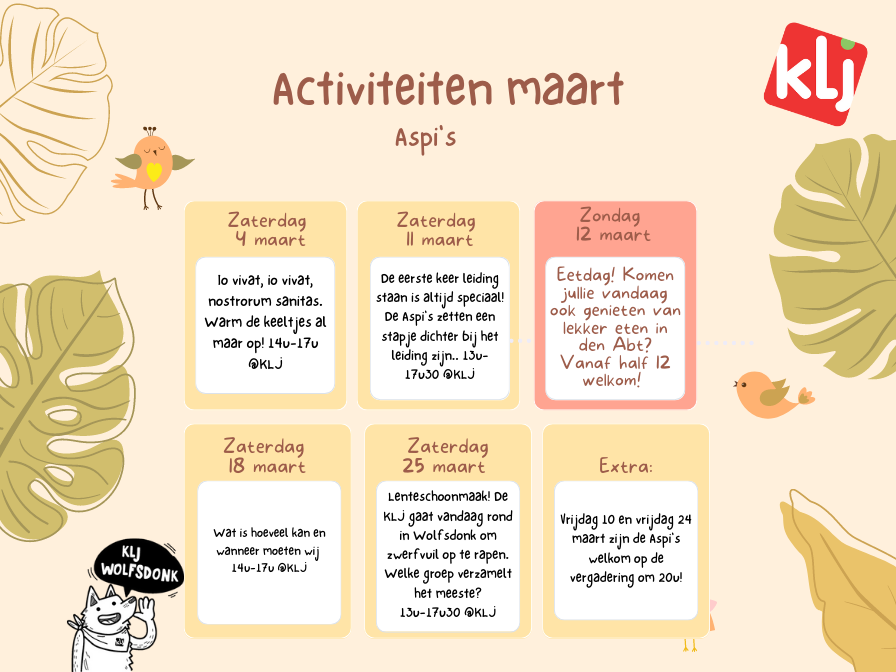 klj
Activiteiten maart
Aspi's
Zaterdag
4 maart
Io vivat, io vivat,
nostrorum sanitas.
Warm de keeltjes al
maar op! 14u-17u
@KLJ
Zaterdag
11 maart
De eerste keer leiding
staan is altijd speciaal!
De Aspi's zetten een
stapje dichter bij het
leiding zijn.. 13u-
17u30 @KLJ
Zondag
12 maart
Eetdag! Komen
jullie vandaag
ook genieten van
lekker eten in
den Abt?
Vanaf half 12
welkom!
Zaterdag
18 maart
Wat is hoeveel kan en
wanneer moeten wij
14u-17u @KLJ
Zaterdag
25 maart
Lenteschoonmaak! De
KLJ gaat vandaag rond
in Wolfsdonk om
zwerfvuil op te rapen.
Welke groep verzamelt
het meeste?
13u-17u30 @KLJ
Extra:
Vrijdag 10 en vrijdag 24
maart zijn de Aspi's
welkom op de
vergadering om 20u!
KLJ
WOLFSDONK